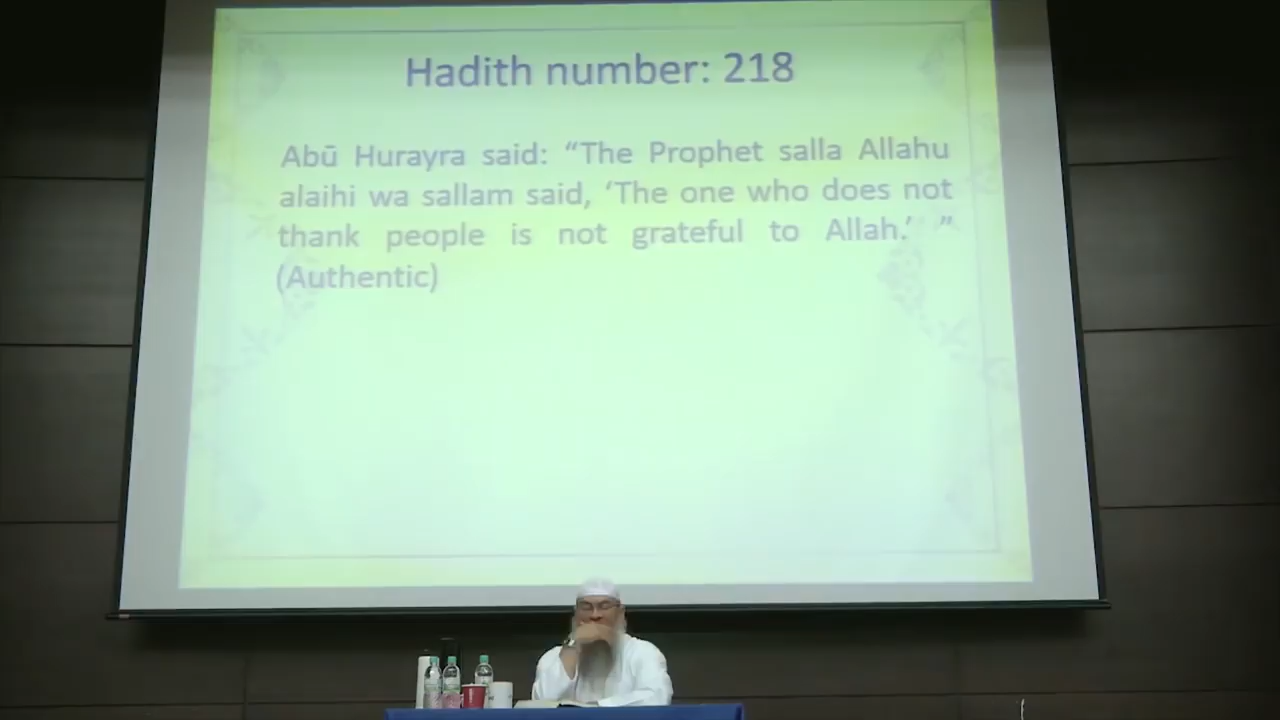 Hadith number: 218
Abū Hurayra said: “The Prophet salla Allahu
alaihi wa sallam said, ‘The one who does not
thank people is not grateful to Allah.’ ”
(Authentic)